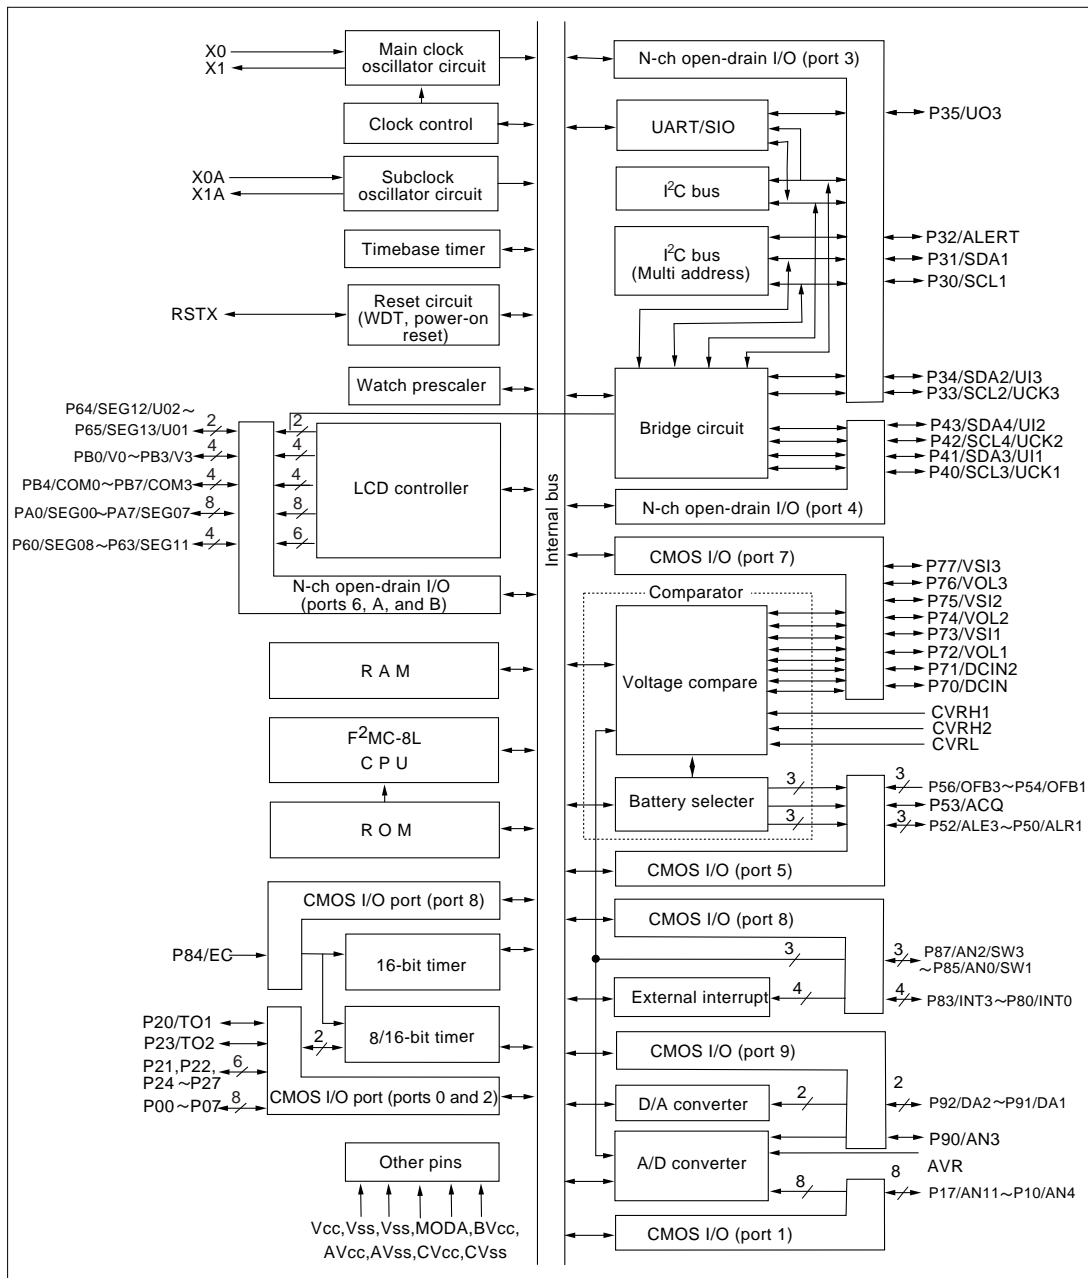 X0
X1
Main clock
oscillator circuit
Clock control
X0A
X1A
Subclock
oscillator circuit
Timebase timer
RSTX
Reset circuit
(WDT, power-on
reset)
Watch prescaler
P64/SEG12/U02~
P65/SEG13/U01
2
2
PB0/V0~PB3/V3
4
4
PB4/COM0~PB7/COM3
4
4
PA0/SEG00~PA7/SEG07
8
8
P60/SEG08~P63/SEG11
4
6
LCD controller
N-ch open-drain I/O
(ports 6, A, and B)
RAM
F²MC-8L
CPU
ROM
CMOS I/O port (port 8)
P84/EC
16-bit timer
P20/TO1
P23/TO2
P21,P22,
P24~P27
6
P00~P07
8
2
8/16-bit timer
CMOS I/O port (ports 0 and 2)
Other pins
Vcc,Vss,Vss,MODA,BVcc,
AVcc,AVss,CVcc,CVss
Internal bus
N-ch open-drain I/O (port 3)
P35/UO3
UART/SIO
I²C bus
I²C bus
(Multi address)
P32/ALERT
P31/SDA1
P30/SCL1
Bridge circuit
P34/SDA2/UI3
P33/SCL2/UCK3
P43/SDA4/UI2
P42/SCL4/UCK2
P41/SDA3/UI1
P40/SCL3/UCK1
N-ch open-drain I/O (port 4)
CMOS I/O (port 7)
Comparator
Voltage compare
P77/VSI3
P76/VOL3
P75/VSI2
P74/VOL2
P73/VSI1
P72/VOL1
P71/DCIN2
P70/DCIN
CVRH1
CVRH2
CVRL
Battery selecter
3
3
3
P56/OFB3~P54/OFB1
P53/ACQ
3
P52/ALE3~P50/ALR1
CMOS I/O (port 5)
CMOS I/O (port 8)
3
3
P87/AN2/SW3
~P85/AN0/SW1
External interrupt
4
4
P83/INT3~P80/INT0
CMOS I/O (port 9)
D/A converter
2
2
P92/DA2~P91/DA1
A/D converter
P90/AN3
AVR
8
8
P17/AN11~P10/AN4
CMOS I/O (port 1)